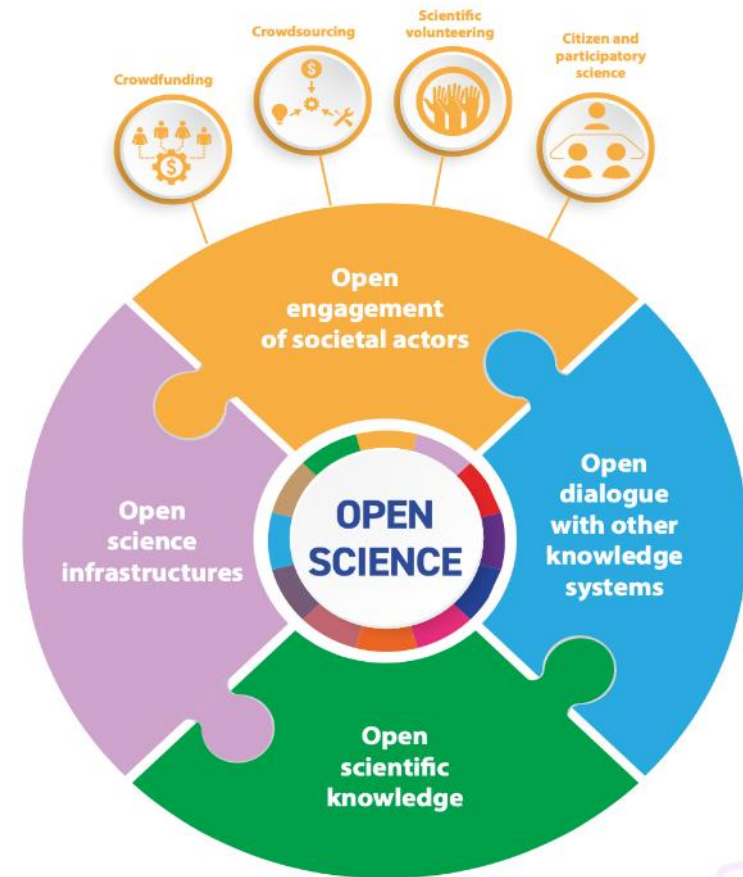 Crowdfunding
Crowdsourcing
Scientific
volunteering
Citizen and
participatory
science
$
$
Open
engagement
of societal actors
Open
science
infrastructures
OPEN
SCIENCE
Open
dialogue
with other
knowledge
systems
Open
scientific
knowledge